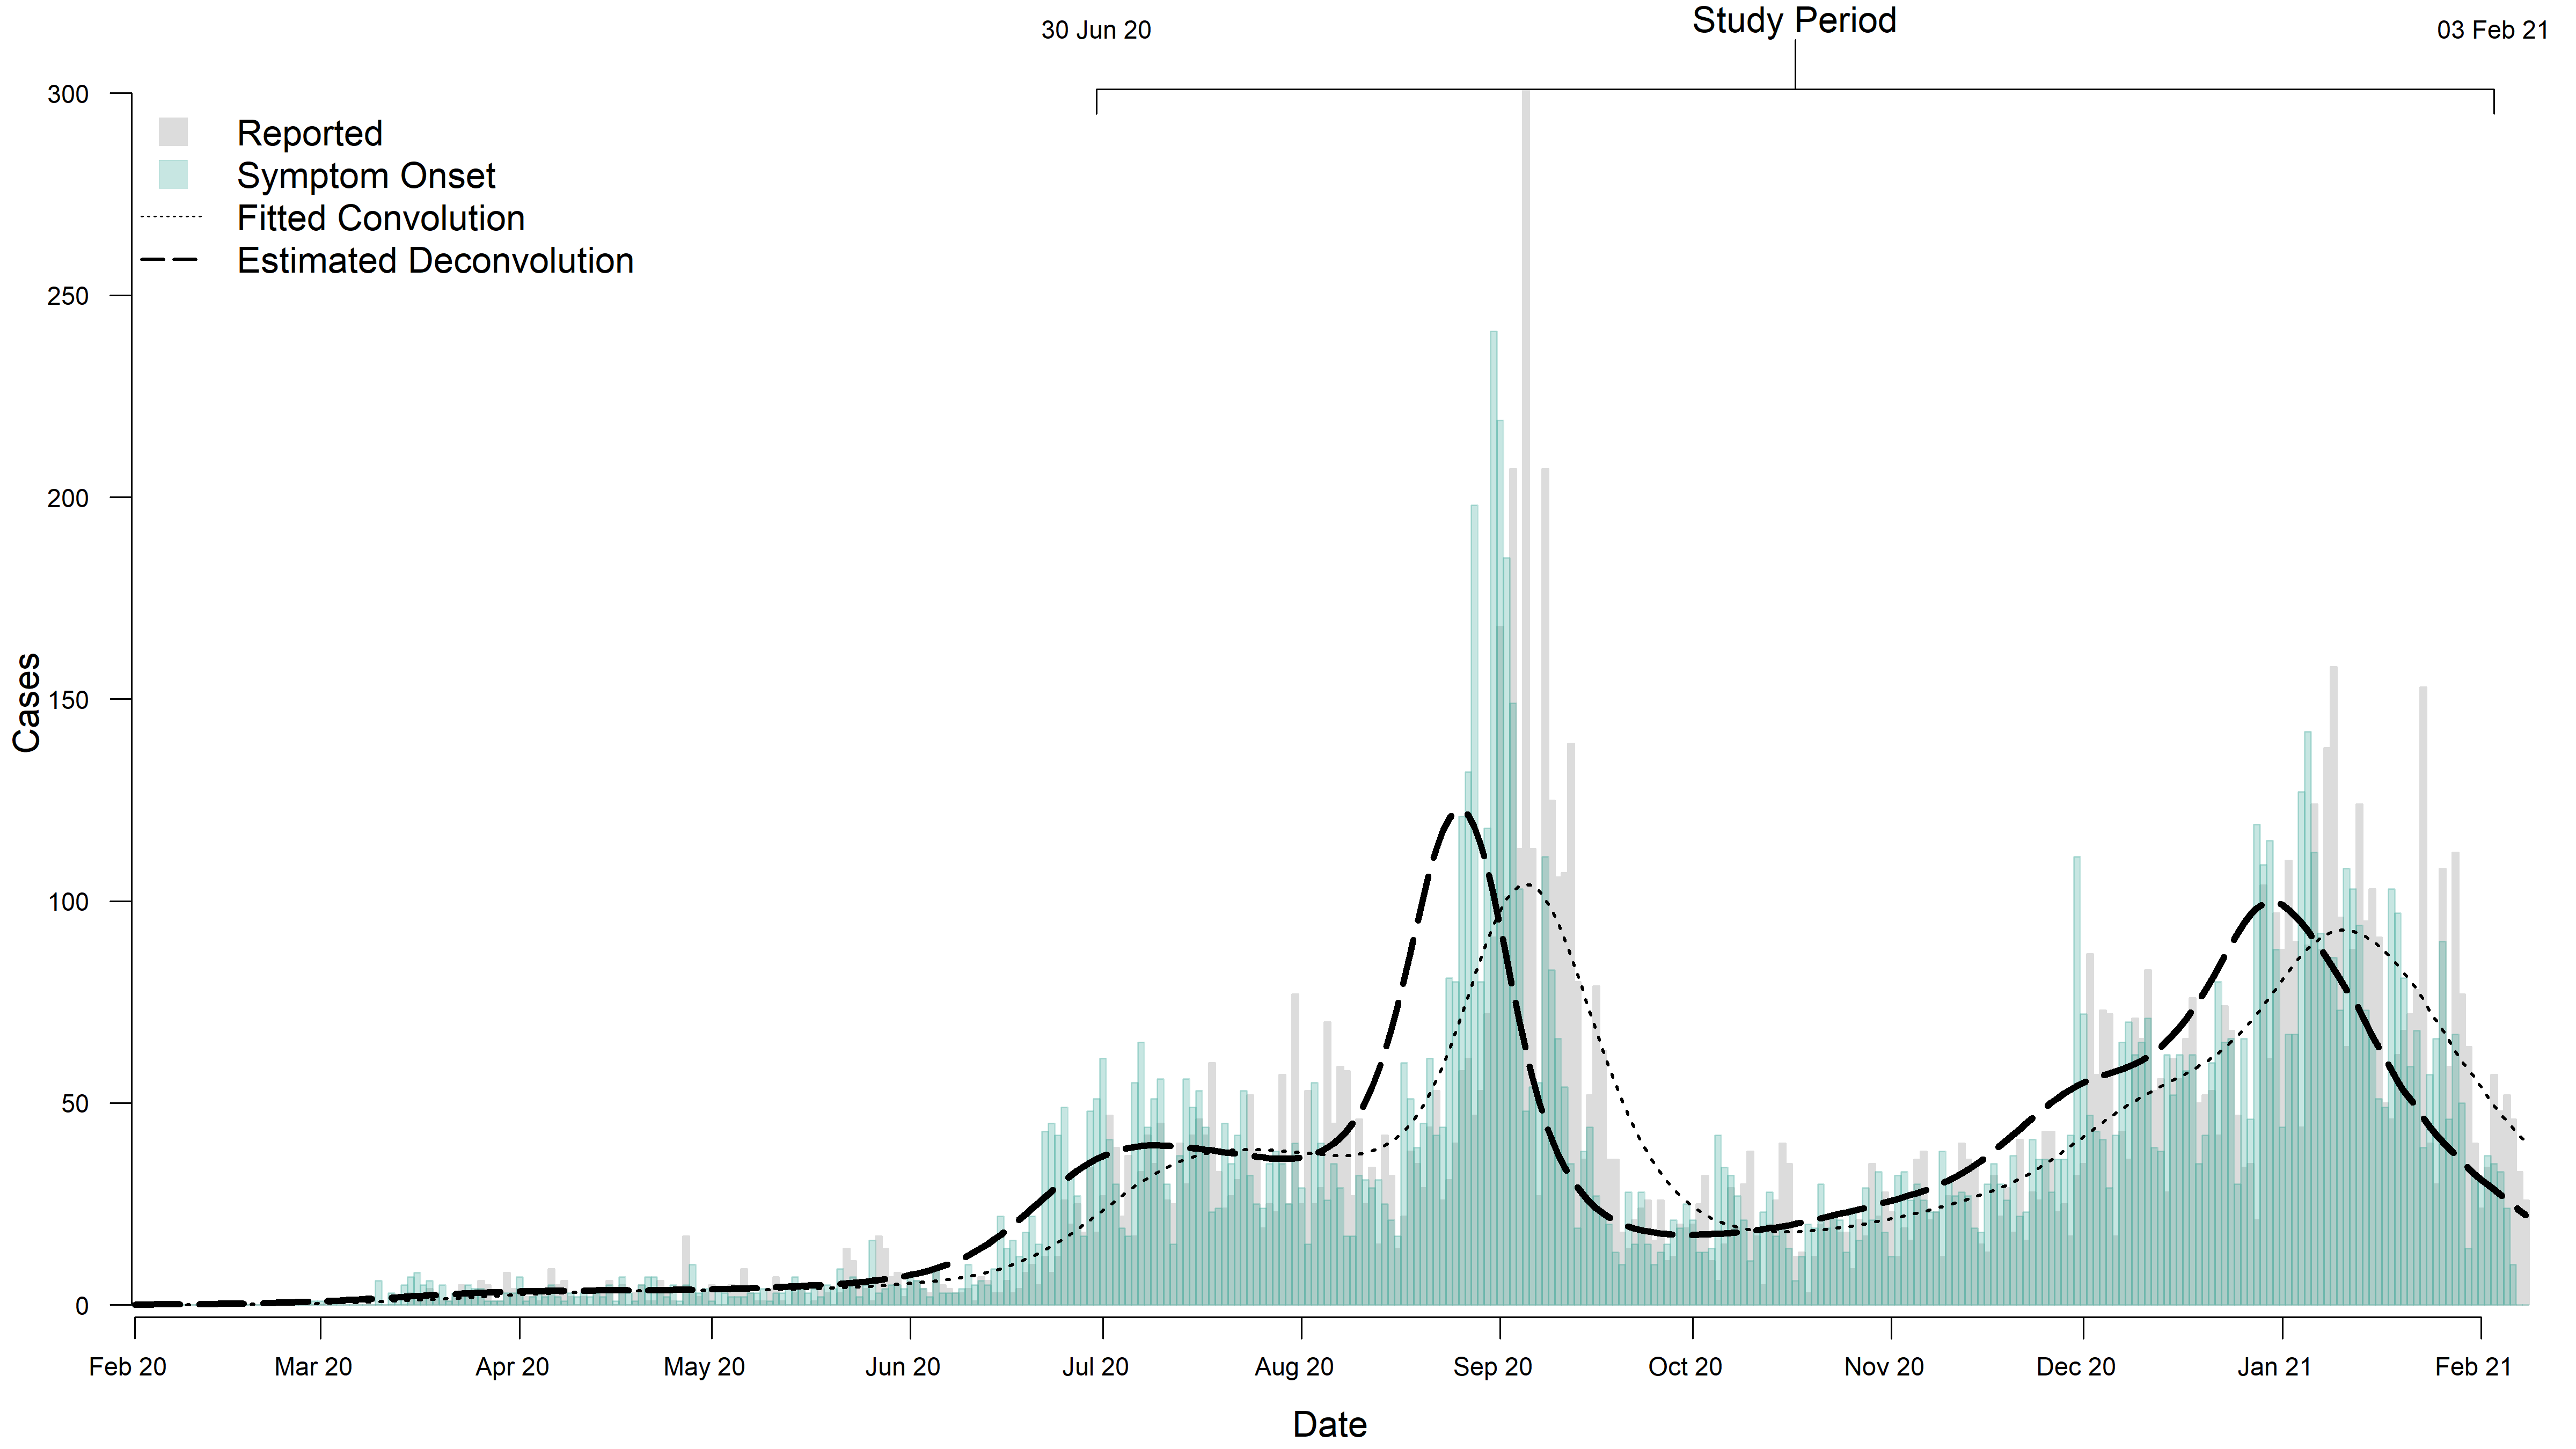 30 Jun 20
Study Period
03 Feb 21
Reported
Symptom Onset
Fitted Convolution
Estimated Deconvolution
300
250
200
150
100
50
0
Cases
Feb 20
Mar 20
Apr 20
May 20
Jun 20
Jul 20
Aug 20
Sep 20
Oct 20
Nov 20
Dec 20
Jan 21
Feb 21
Date